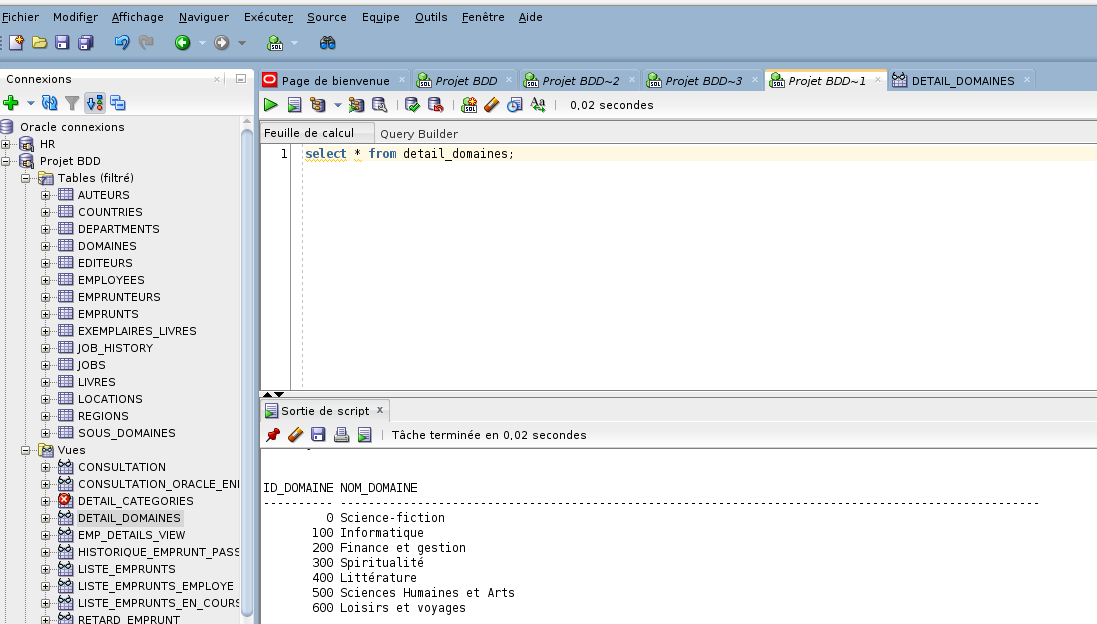 Fichier Modifier Affichage Naviguer Exécuter Source Equipe Outils Fenêtre Aide
Connexions
Oracle connexions
HR
Projet BDD
Tables (filtré)
AUTEURS
COUNTRIES
DEPARTMENTS
DOMAINES
EDITEURS
EMPLOYEES
EMPRUNTEURS
EMPRUNTS
EXEMPLAIRES_LIVRES
JOB_HISTORY
JOBS
LIVRES
LOCATIONS
REGIONS
SOUS_DOMAINES
Vues
CONSULTATION
CONSULTATION_ORACLE_EN
DETAIL_CATEGORIES
DETAIL_DOMAINES
EMP_DETAILS_VIEW
HISTORIQUE_EMPRUNT_PASS
LISTE_EMPRUNTS
LISTE_EMPRUNTS_EMPLOYE
LISTE_EMPRUNTS_EN_COURS
RETARD_EMPRUNT
Page de bienvenue Projet BDD Projet BDD~2 Projet BDD~3 Projet BDD~1 DETAIL_DOMAINES
0,02 secondes
Feuille de calcul Query Builder
1 select * from detail_domaines;
Sortie de script x
Tâche terminée en 0,02 secondes
ID_DOMAINE NOM_DOMAINE
0 Science-fiction
100 Informatique
200 Finance et gestion
300 Spiritualité
400 Littérature
500 Sciences Humaines et Arts
600 Loisirs et voyages